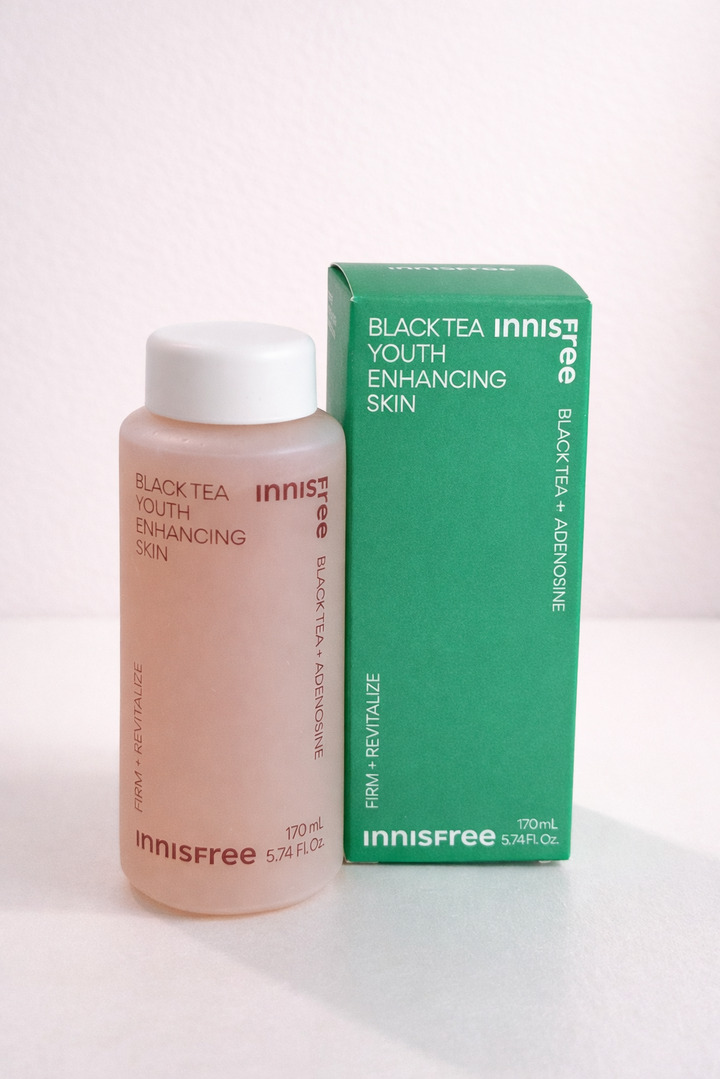 BLACK TEA
YOUTH
ENHANCING
SKIN
innisfree
BLACK TEA + ADENOSINE
FIRM + REVITALIZE
innisfree
170 mL
5.74 Fl. Oz.
innisfree
BLACK TEA
YOUTH
ENHANCING
SKIN
innisfree
BLACK TEA + ADENOSINE
FIRM + REVITALIZE
innisfree
170 mL
5.74 Fl. Oz.